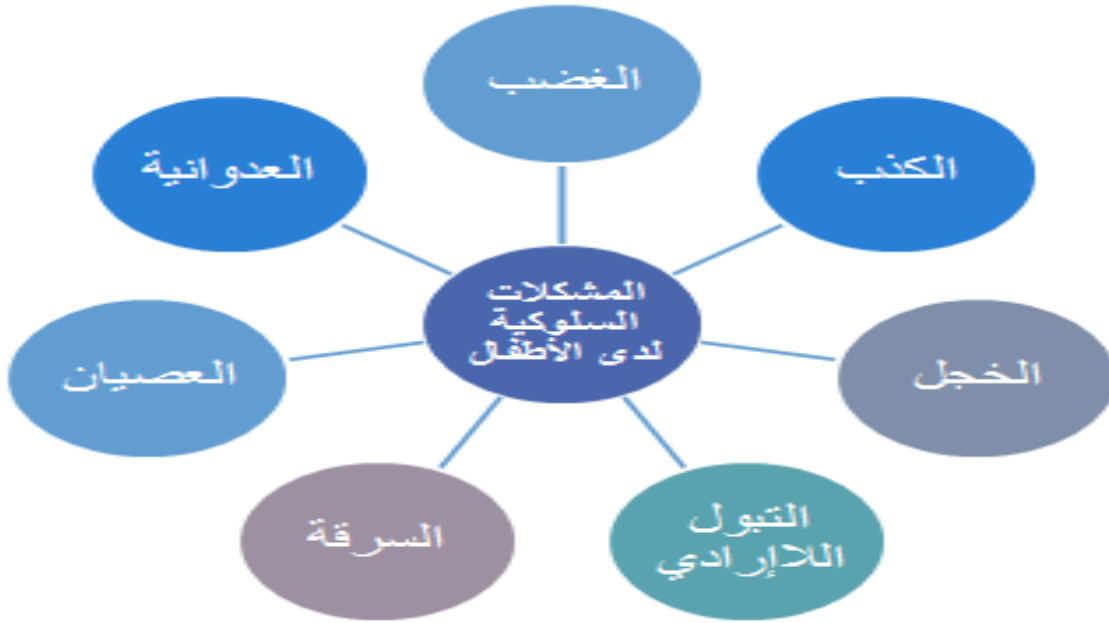 الغضب
الكذب
العدوانية
المشكلات
السلوكية
لدى الأطفال
الخجل
العصيان
التبول
اللاإرادي
السرقة